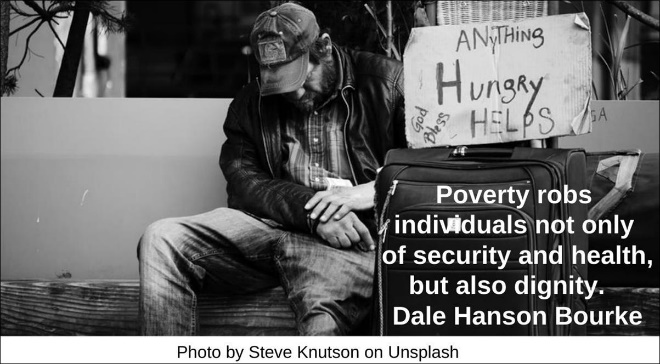 ANYTHING
Hungry
HELPS
God
Bless
GA
Poverty robs
individuals not only
of security and health,
but also dignity.
Dale Hanson Bourke
Photo by Steve Knutson on Unsplash